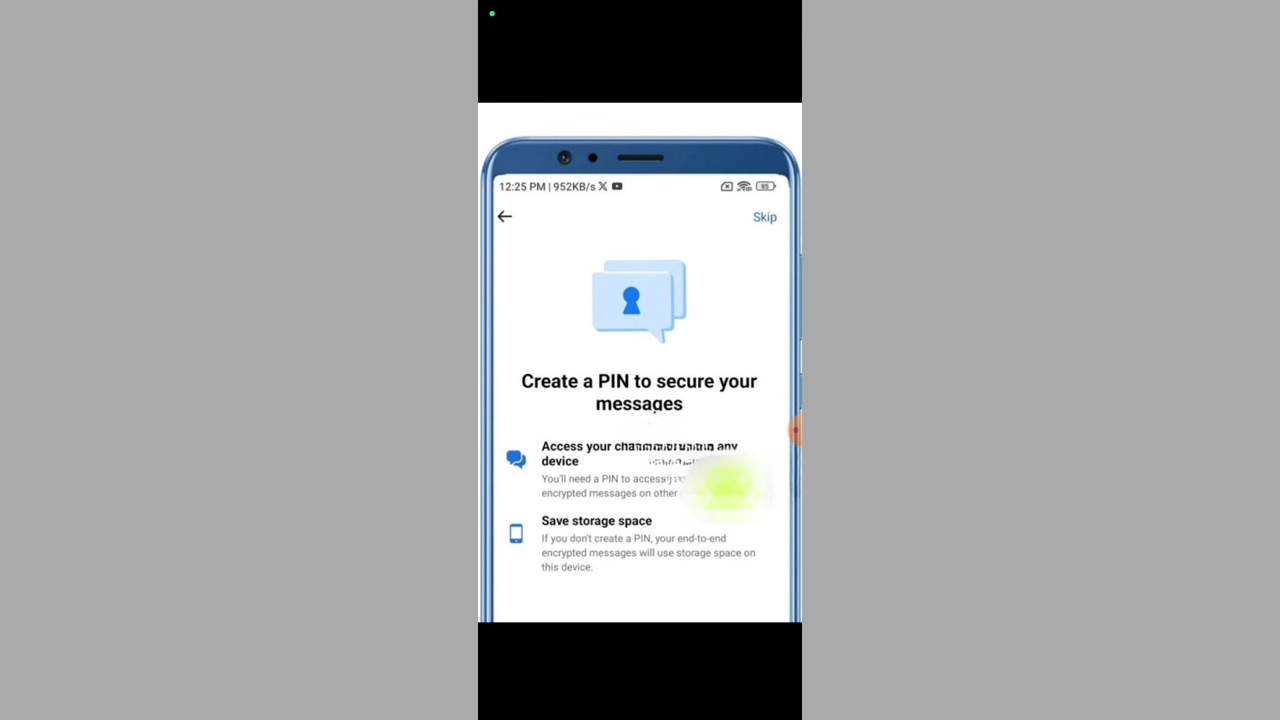 12:25 PM | 952KB/s
85
Skip
Create a PIN to secure your
messages
Access your any
device
You'll need a PIN to access
encrypted messages on other
Save storage space
If you don't create a PIN, your end-to-end
encrypted messages will use storage space on
this device.